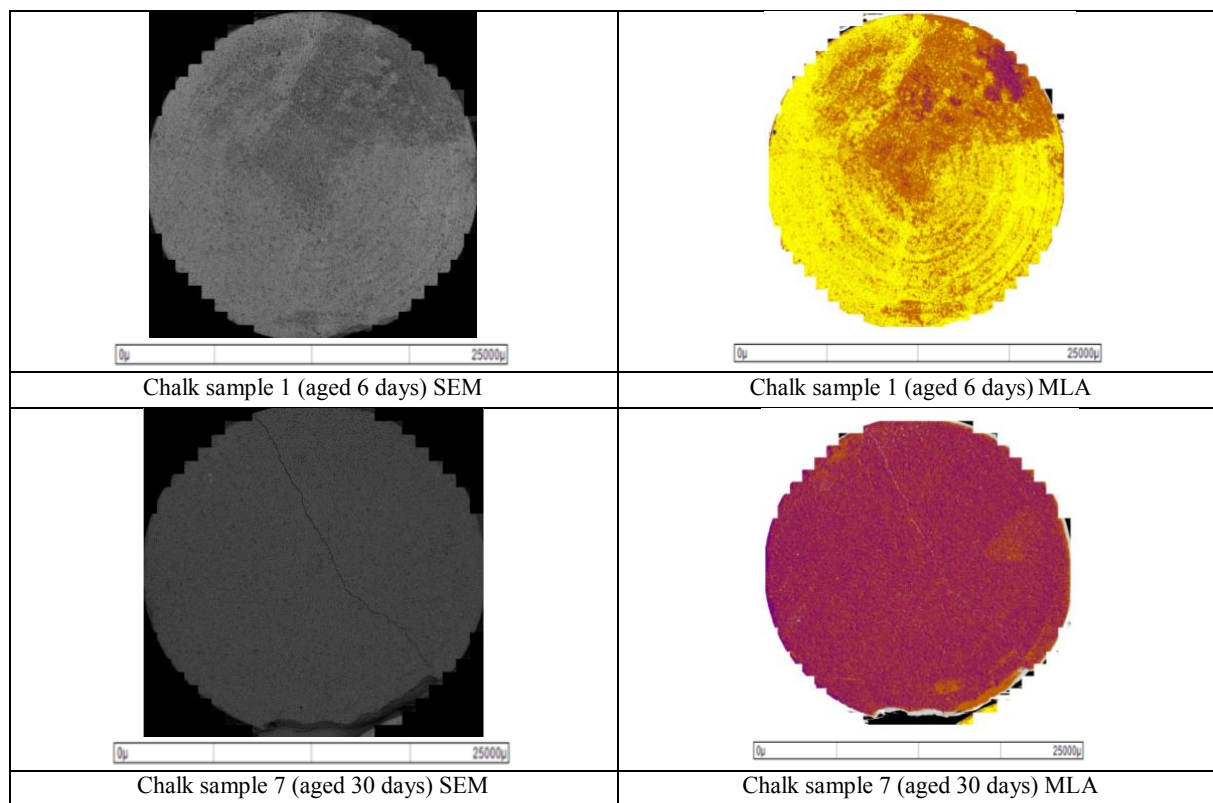 0µ 25000µ
0µ 25000µ
Chalk sample 1 (aged 6 days) SEM
Chalk sample 1 (aged 6 days) MLA
0µ 25000µ
0µ 25000µ
Chalk sample 7 (aged 30 days) SEM
Chalk sample 7 (aged 30 days) MLA